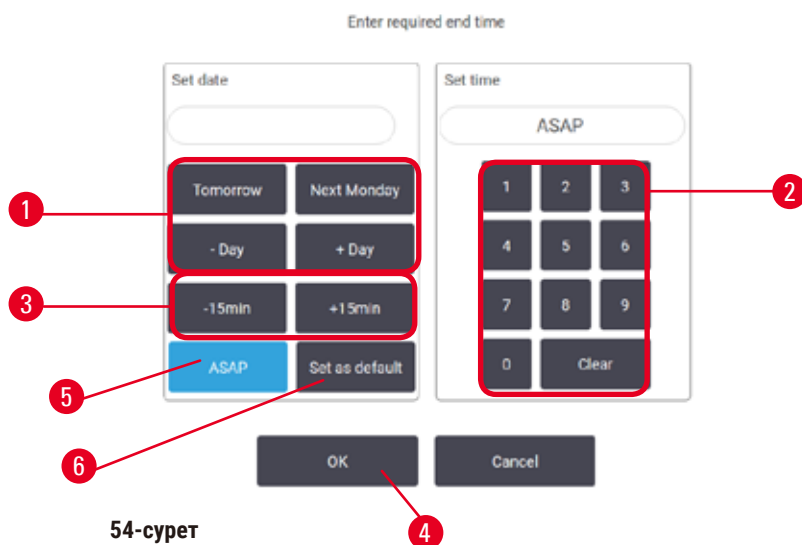 Enter required end time
Set date
Set time
ASAP
Tomorrow Next Monday
- Day + Day
-15min +15min
ASAP Set as default
1 2 3
4 5 6
7 8 9
0 Clear
OK Cancel
1
2
3
5
6
4
54-сурет